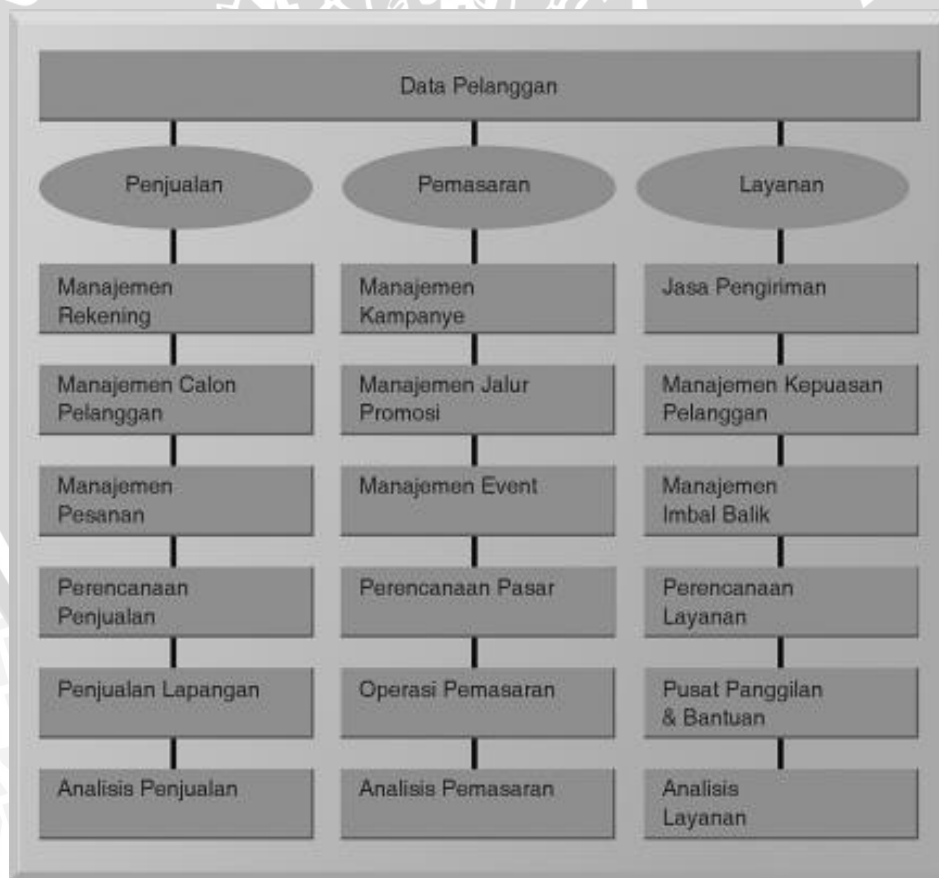 Data Pelanggan
Penjualan
Manajemen
Rekening
Manajemen Calon
Pelanggan
Manajemen
Pesanan
Perencanaan
Penjualan
Penjualan Lapangan
Analisis Penjualan
Pemasaran
Manajemen
Kampanye
Manajemen Jalur
Promosi
Manajemen Event
Perencanaan Pasar
Operasi Pemasaran
Analisis Pemasaran
Layanan
Jasa Pengiriman
Manajemen Kepuasan
Pelanggan
Manajemen
Imbal Balik
Perencanaan
Layanan
Pusat Panggilan
& Bantuan
Analisis
Layanan